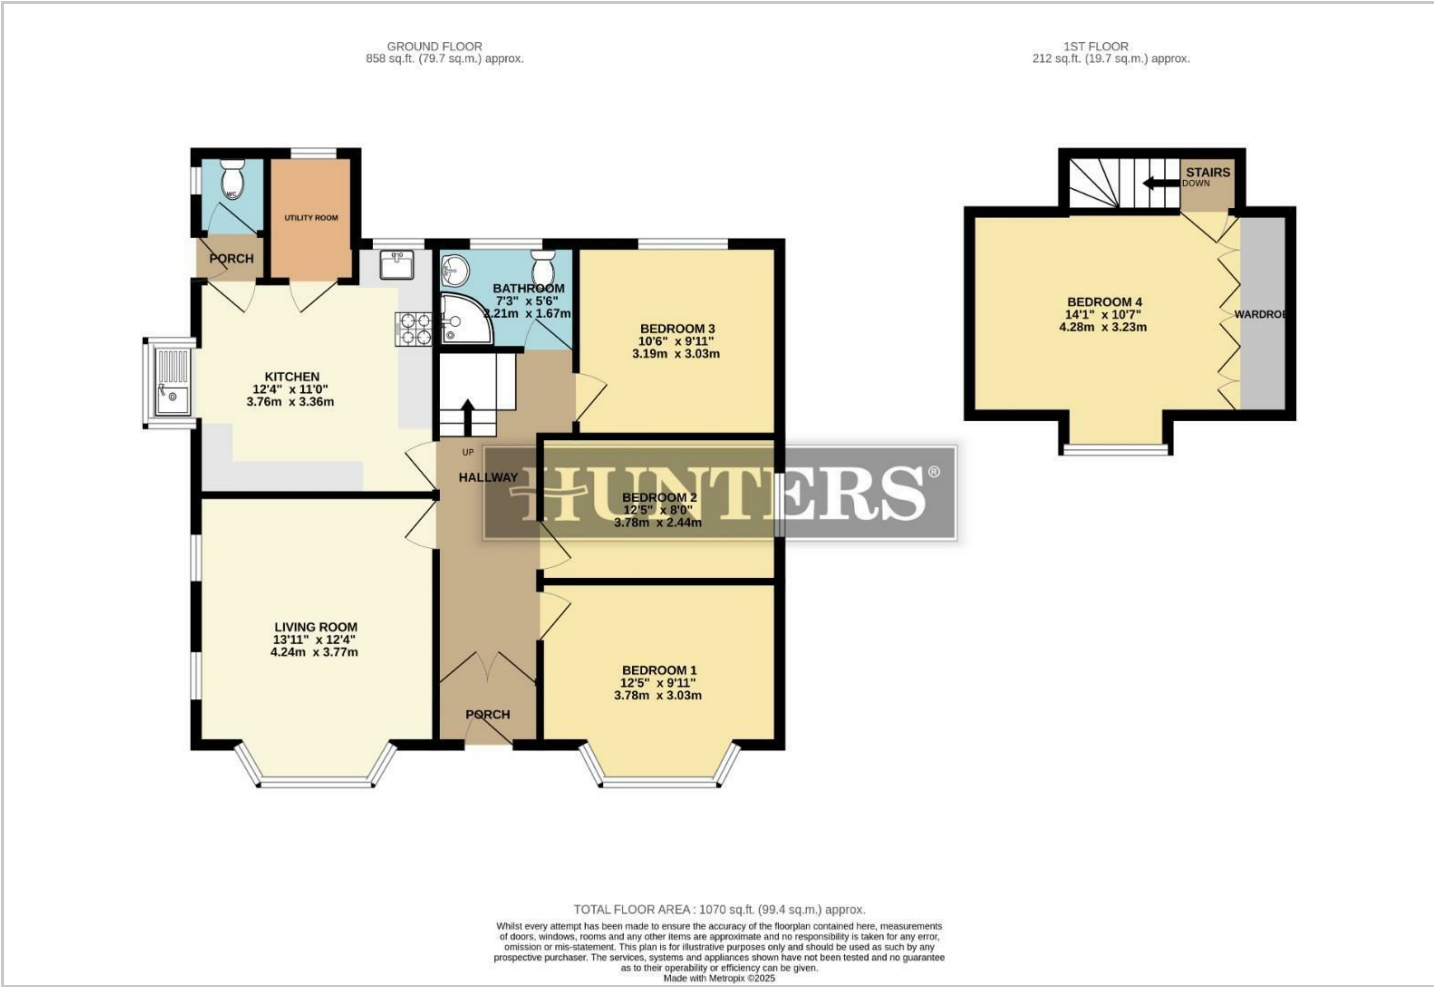 GROUND FLOOR
858 sq.ft. (79.7 sq.m.) approx.
1ST FLOOR
212 sq.ft. (19.7 sq.m.) approx.
WC
UTILITY ROOM
PORCH
BATHROOM
7'3" x 5'6"
2.21m x 1.67m
BEDROOM 3
10'6" x 9'11"
3.19m x 3.03m
KITCHEN
12'4" x 11'0"
3.76m x 3.36m
UP
HALLWAY
HUNTERS®
BEDROOM 2
12'5" x 8'0"
3.78m x 2.44m
LIVING ROOM
13'11" x 12'4"
4.24m x 3.77m
BEDROOM 1
12'5" x 9'11"
3.78m x 3.03m
PORCH
STAIRS
DOWN
BEDROOM 4
14'1" x 10'7"
4.28m x 3.23m
WARDROBE
TOTAL FLOOR AREA : 1070 sq.ft. (99.4 sq.m.) approx.
Whilst every attempt has been made to ensure the accuracy of the floorplan contained here, measurements
of doors, windows, rooms and any other items are approximate and no responsibility is taken for any error,
omission or mis-statement. This plan is for illustrative purposes only and should be used as such by any
prospective purchaser. The services, systems and appliances shown have not been tested and no guarantee
as to their operability or efficiency can be given.
Made with Metropix ©2025